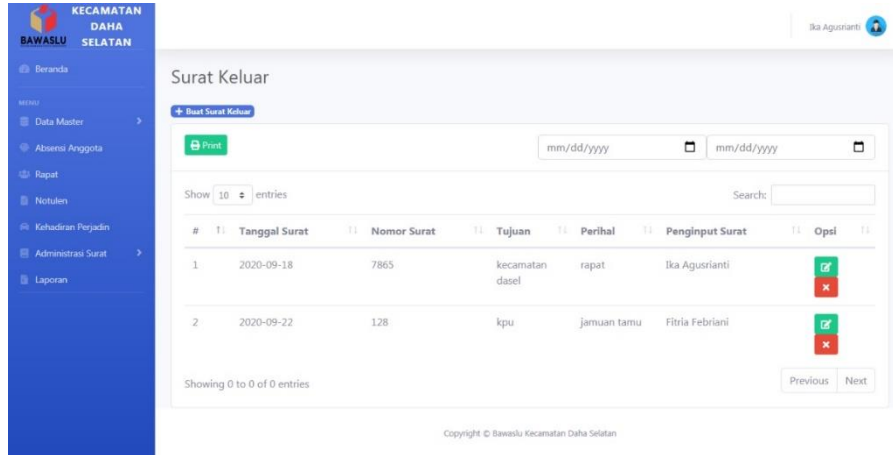 KECAMATAN
DAHA
SELATAN
BAWASLU
Ika Agusrianti
Beranda
MENU
Data Master
Absensi Anggota
Rapat
Notulen
Kehadiran Perjadin
Administrasi Surat
Laporan
Surat Keluar
+ Buat Surat Keluar
Print
mm/dd/yyyy mm/dd/yyyy
Show 10 entries Search:
# Tanggal Surat Nomor Surat Tujuan Perihal Penginput Surat Opsi
1 2020-09-18 7865 kecamatan rapat Ika Agusrianti
dasel
2 2020-09-22 128 kpu jamuan tamu Fitria Febriani
Showing 0 to 0 of 0 entries Previous Next
Copyright © Bawaslu Kecamatan Daha Selatan